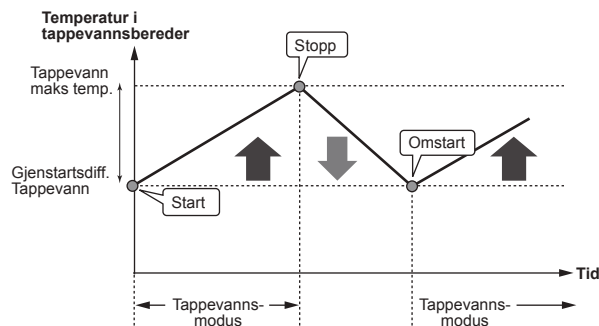 Temperatur i
tappevannsbereder
Stopp
Tappevann
maks temp.
Omstart
Gjenstartsdiff.
Tappevann
Start
Tid
Tappevanns-
modus
Tappevanns-
modus